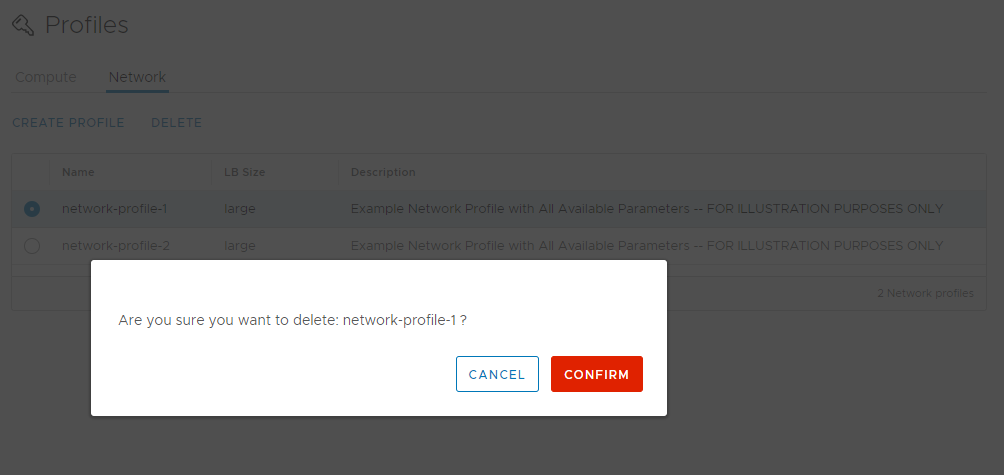 Profiles
Compute Network
CREATE PROFILE DELETE
Name LB Size Description
network-profile-1 large Example Network Profile with All Available Parameters -- FOR ILLUSTRATION PURPOSES ONLY
network-profile-2 large Example Network Profile with All Available Parameters -- FOR ILLUSTRATION PURPOSES ONLY
2 Network profiles
Are you sure you want to delete: network-profile-1 ?
CANCEL CONFIRM